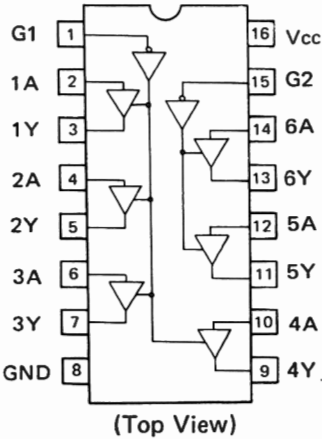 G1 1 16 Vcc
1A 2 15 G2
1Y 3 14 6A
2A 4 13 6Y
2Y 5 12 5A
3A 6 11 5Y
3Y 7 10 4A
GND 8 9 4Y
(Top View)